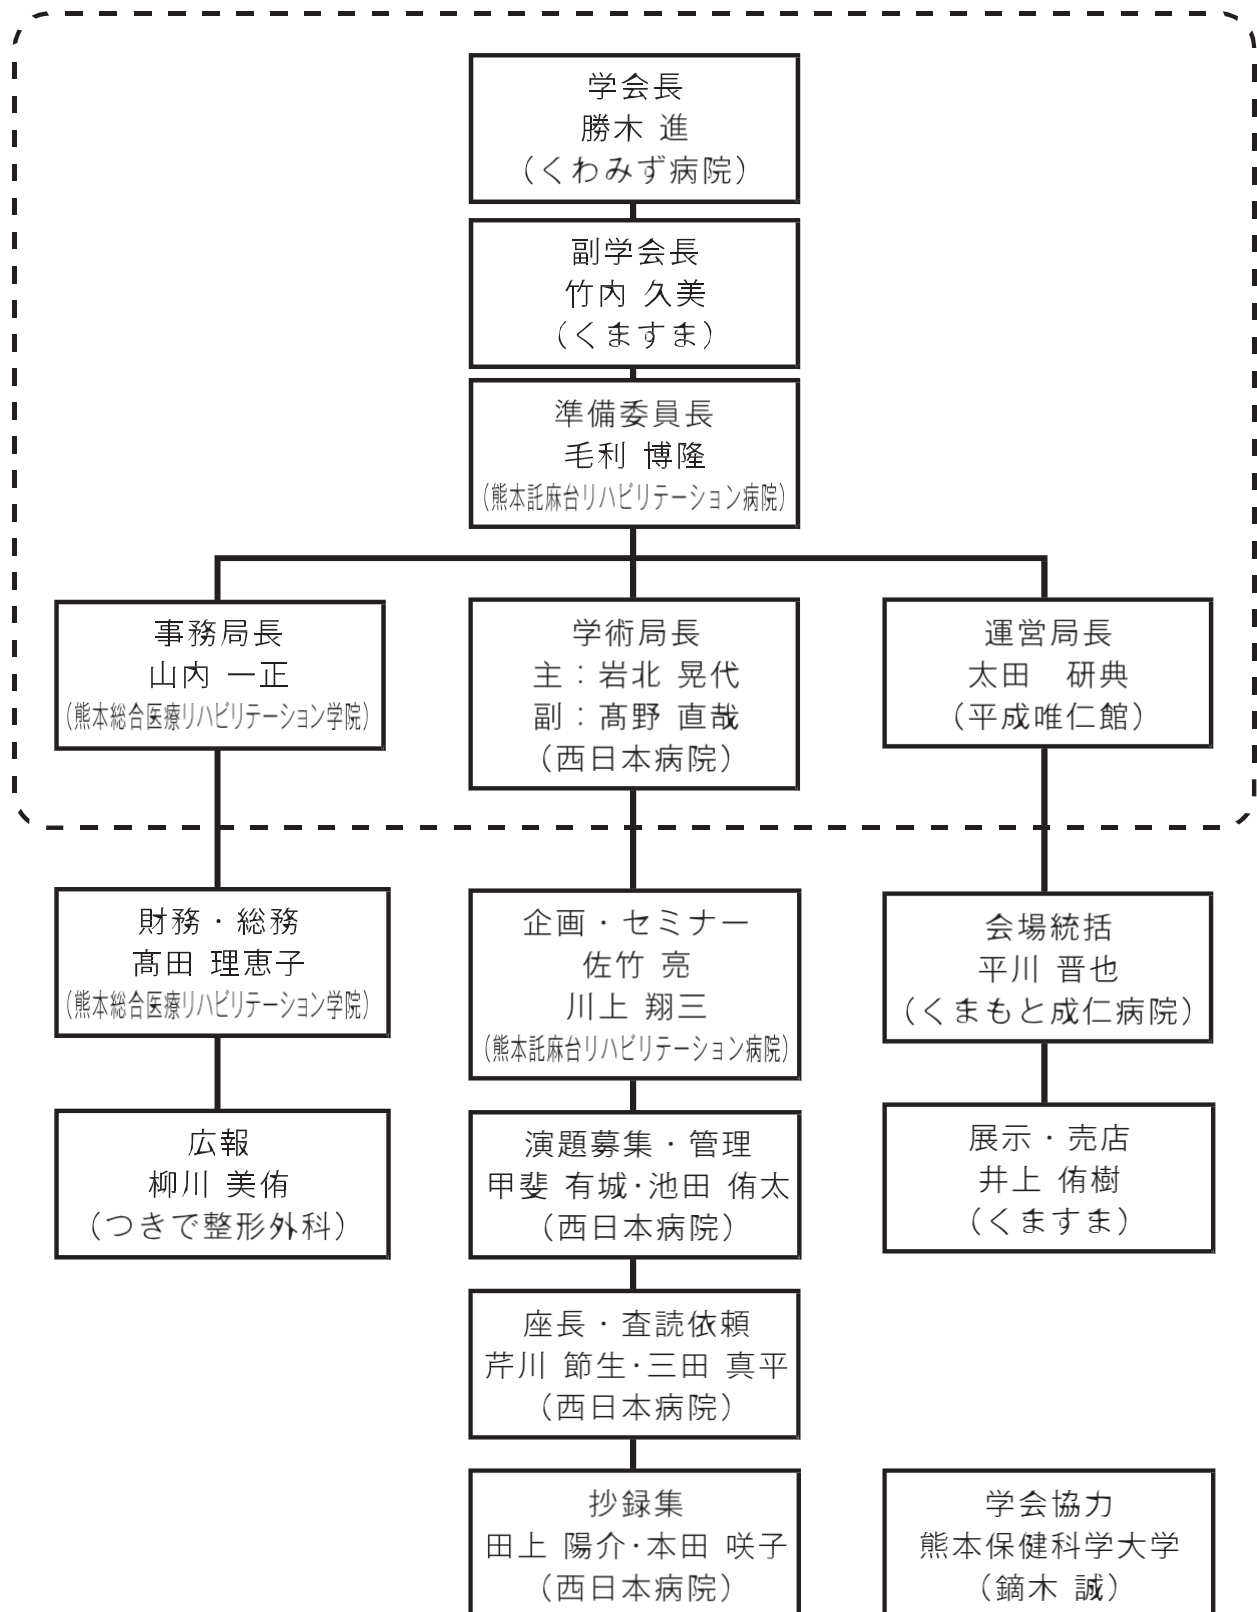 学会長
勝木 進
(くわみず病院)
副学会長
竹内 久美
(くますま)
準備委員長
毛利 博隆
(熊本託麻台リハビリテーション病院)
事務局長
山内 一正
(熊本総合医療リハビリテーション学院)
学術局長
主：岩北 晃代
副：髙野 直哉
(西日本病院)
運営局長
太田　研典
(平成唯仁館)
財務・総務
髙田 理恵子
(熊本総合医療リハビリテーション学院)
広報
柳川 美侑
(つきで整形外科)
企画・セミナー
佐竹 亮
川上 翔三
(熊本託麻台リハビリテーション病院)
演題募集・管理
甲斐 有城・池田 侑太
(西日本病院)
座長・査読依頼
芹川 節生・三田 真平
(西日本病院)
抄録集
田上 陽介・本田 咲子
(西日本病院)
会場統括
平川 晋也
(くまもと成仁病院)
展示・売店
井上 侑樹
(くますま)
学会協力
熊本保健科学大学
(鏑木 誠)